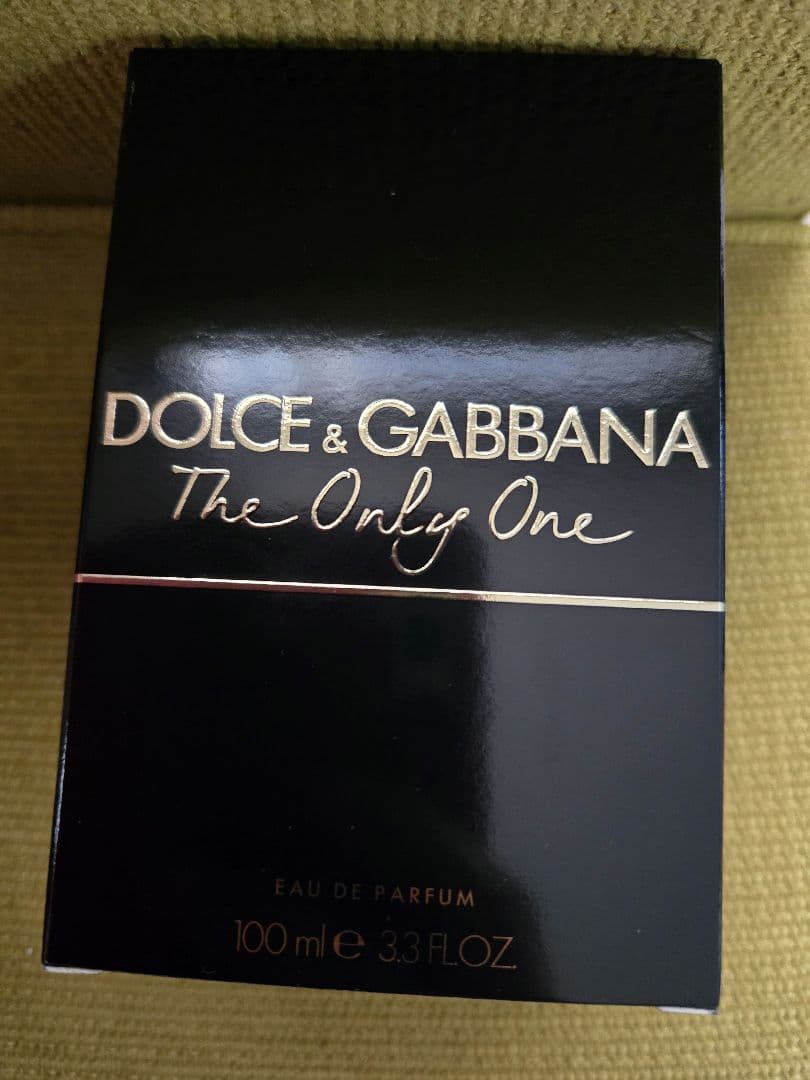 DOLCE & GABBANA
The Only One
EAU DE PARFUM
100 ml e 3.3 FL.OZ.